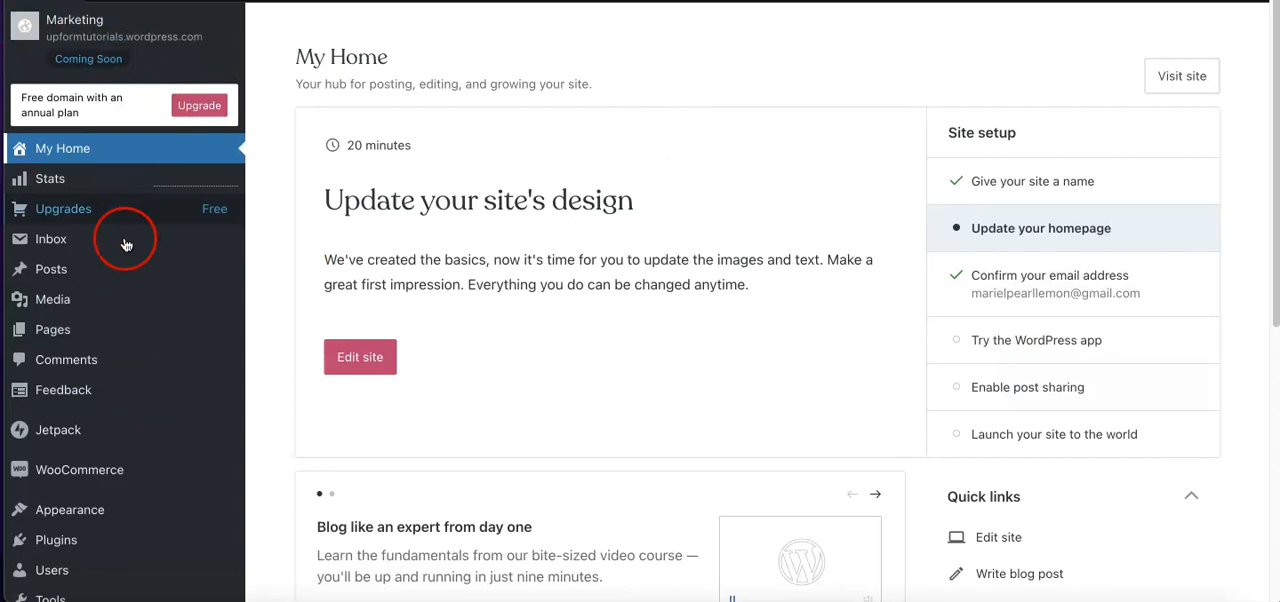 Marketing
upformtutorials.wordpress.com
Coming Soon
Free domain with an
annual plan
Upgrade
My Home
Stats
Upgrades Free
Inbox
Posts
Media
Pages
Comments
Feedback
Jetpack
WooCommerce
Appearance
Plugins
Users
Tools
My Home
Your hub for posting, editing, and growing your site.
Visit site
20 minutes
Update your site's design
We've created the basics, now it's time for you to update the images and text. Make a
great first impression. Everything you do can be changed anytime.
Edit site
Site setup
Give your site a name
Update your homepage
Confirm your email address
marielpearllemon@gmail.com
Try the WordPress app
Enable post sharing
Launch your site to the world
Blog like an expert from day one
Learn the fundamentals from our bite-sized video course —
you'll be up and running in just nine minutes.
Quick links
Edit site
Write blog post